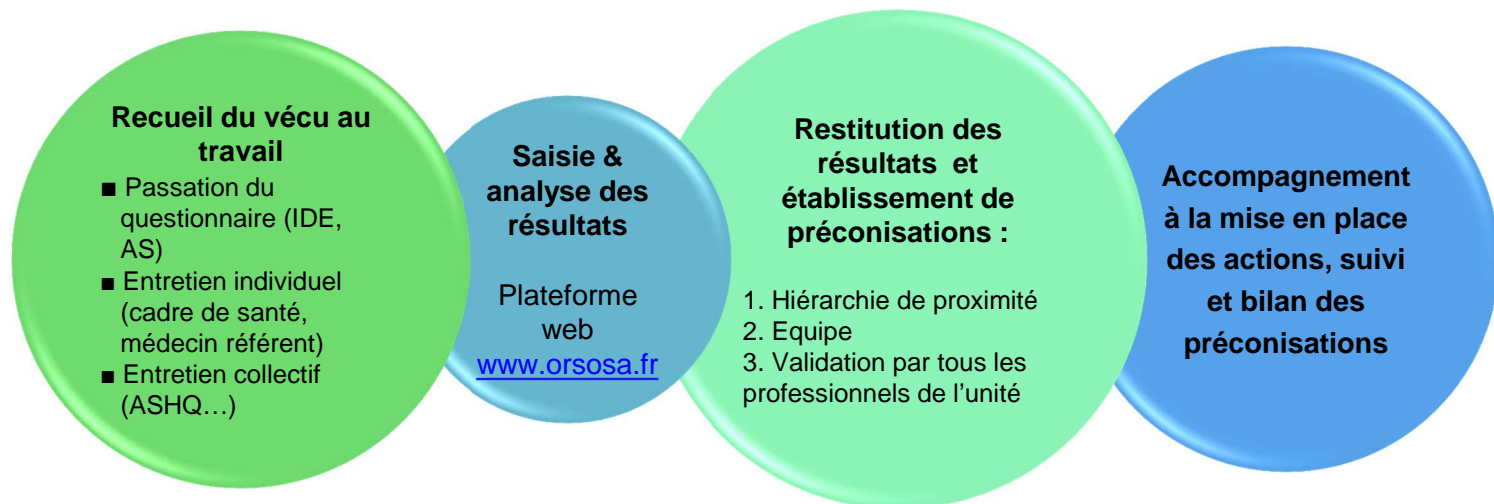 Recueil du vécu au
travail
■ Passation du
questionnaire (IDE,
AS)
■ Entretien individuel
(cadre de santé,
médecin référent)
■ Entretien collectif
(ASHQ…)
Saisie &
analyse des
résultats
Plateforme
web
www.orsosa.fr
Restitution des
résultats et
établissement de
préconisations :
1. Hiérarchie de proximité
2. Equipe
3. Validation par tous les
professionnels de l’unité
Accompagnement
à la mise en place
des actions, suivi
et bilan des
préconisations